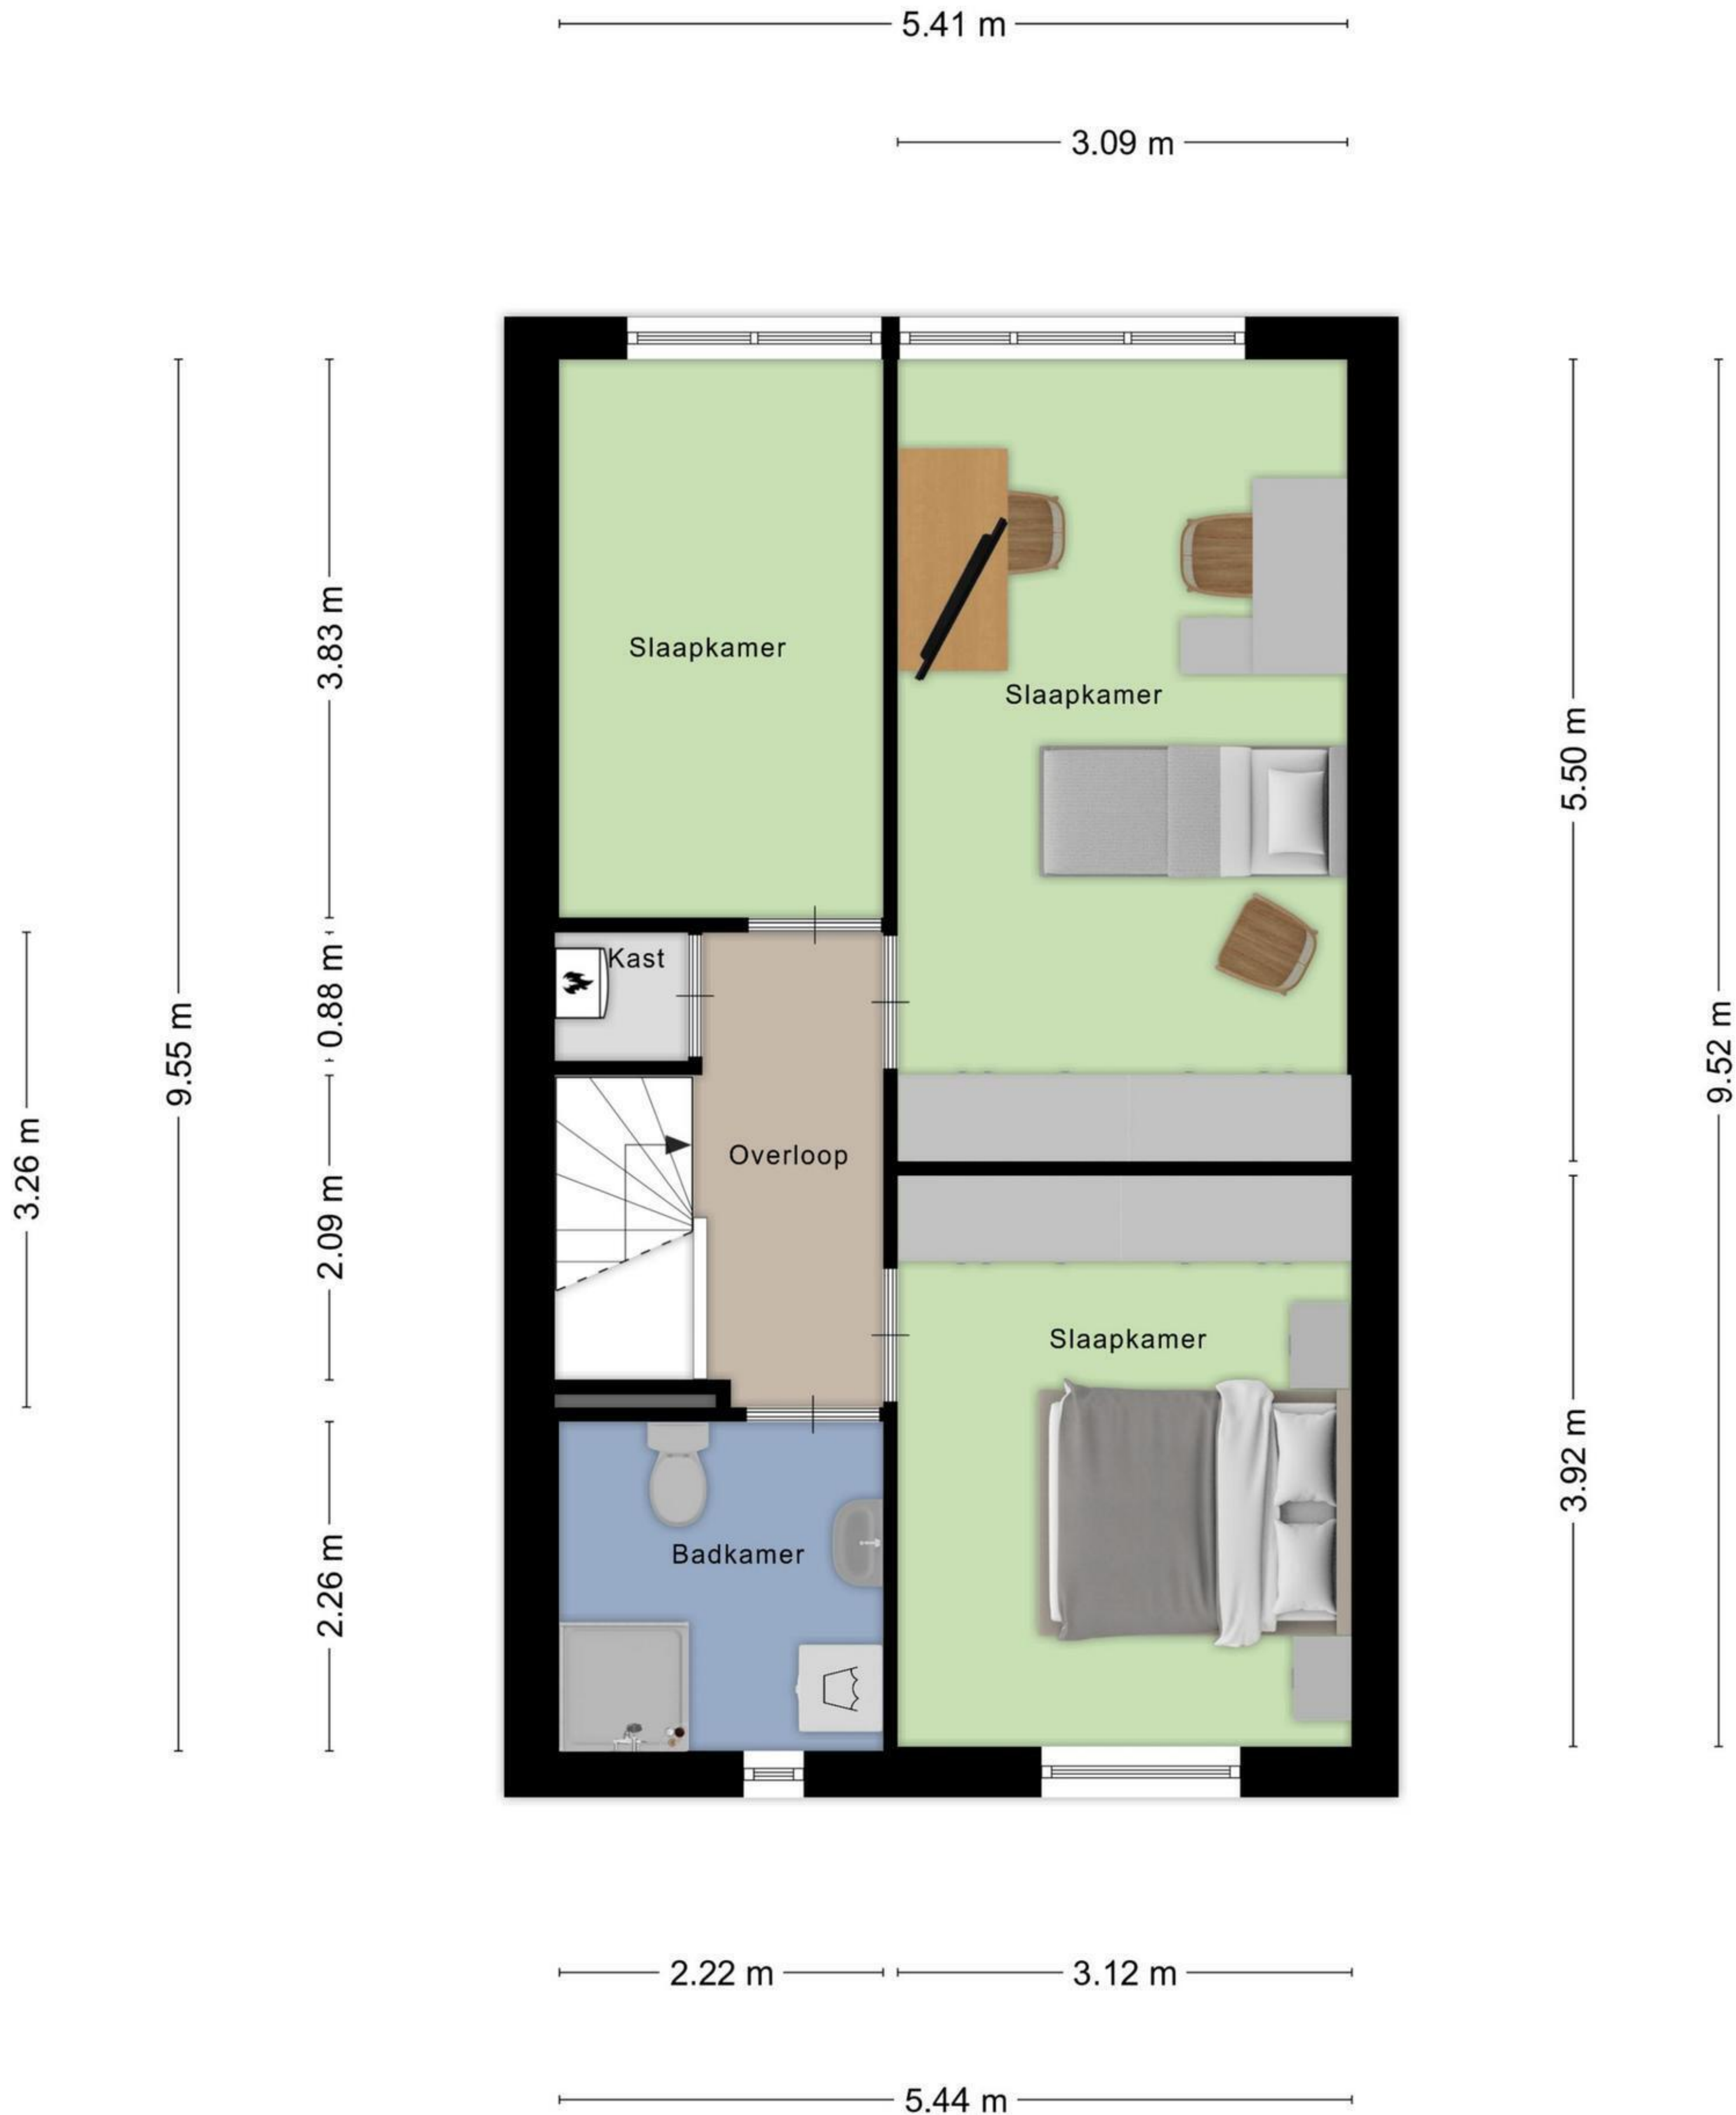 5.41 m
3.09 m
3.83 m
Slaapkamer
Slaapkamer
5.50 m
Kast
0.88 m
9.55 m
9.52 m
3.26 m
2.09 m
Overloop
Slaapkamer
3.92 m
2.26 m
Badkamer
2.22 m
3.12 m
5.44 m